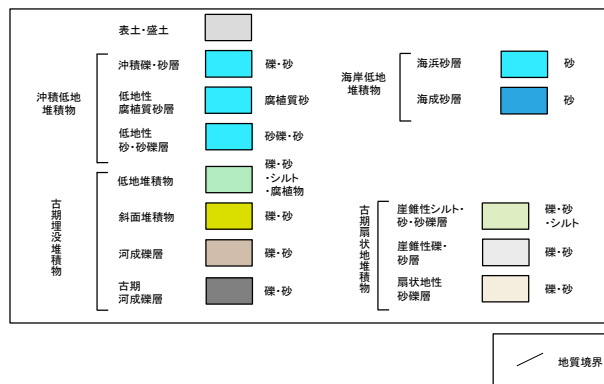 表土・盛土
沖積低地
堆積物
沖積礫・砂層
礫・砂
低地性
腐植質砂層
腐植質砂
低地性
砂・砂礫層
砂礫・砂
海岸低地
堆積物
海浜砂層
砂
海成砂層
砂
古期埋没堆積物
低地堆積物
礫・砂
・シルト
・腐植物
斜面堆積物
礫・砂
河成礫層
礫・砂
古期
河成礫層
礫・砂
古期扇状地堆積物
崖錐性シルト・
砂・砂礫層
礫・砂
・シルト
崖錐性礫・
砂層
礫・砂
扇状地性
砂礫層
礫・砂
地質境界